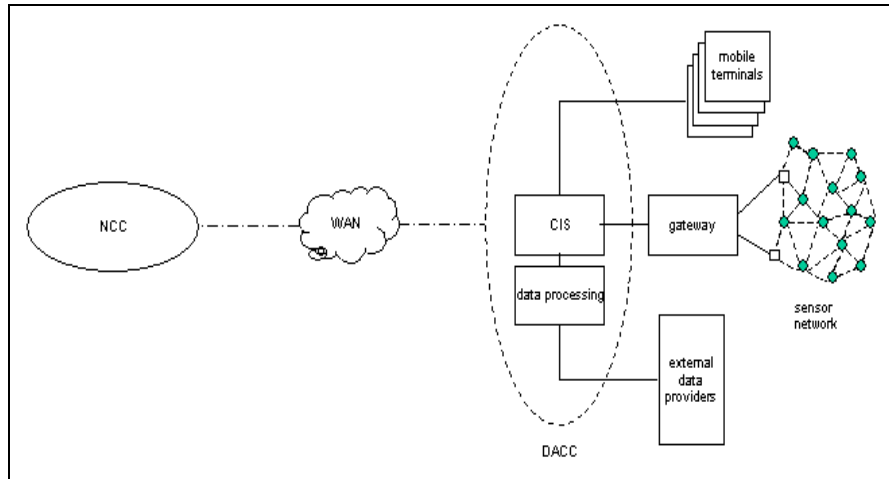 mobile
terminals
NCC
WAN
CIS
gateway
data processing
sensor
network
external
data
providers
DACC